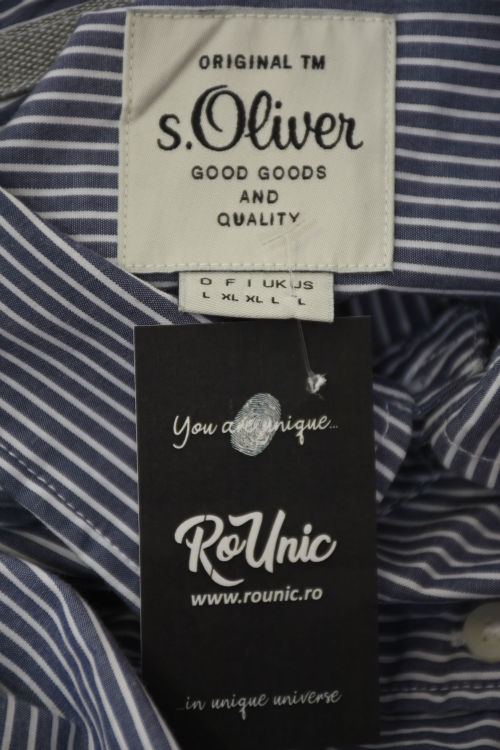 ORIGINAL TM
s.Oliver
GOOD GOODS
AND
QUALITY
D F I UK US
L XL XL L L
You are unique...
RoUnic
www.rounic.ro
...in unique universe